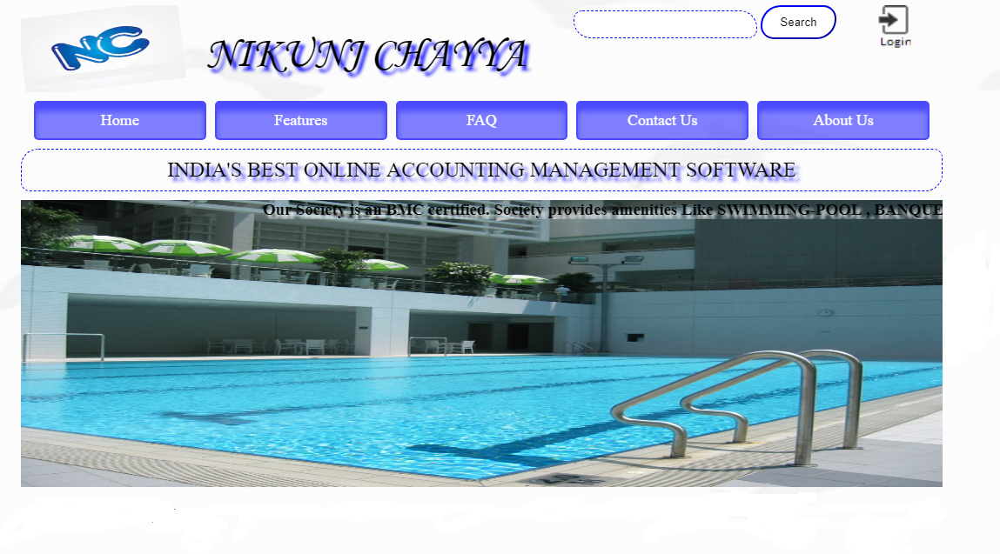 NC
NIKUNJ CHAYYA
Search
Login
Home
Features
FAQ
Contact Us
About Us
INDIA'S BEST ONLINE ACCOUNTING MANAGEMENT SOFTWARE
Our Society is an BMC certified. Society provides amenities Like SWIMMING-POOL , BANQUE